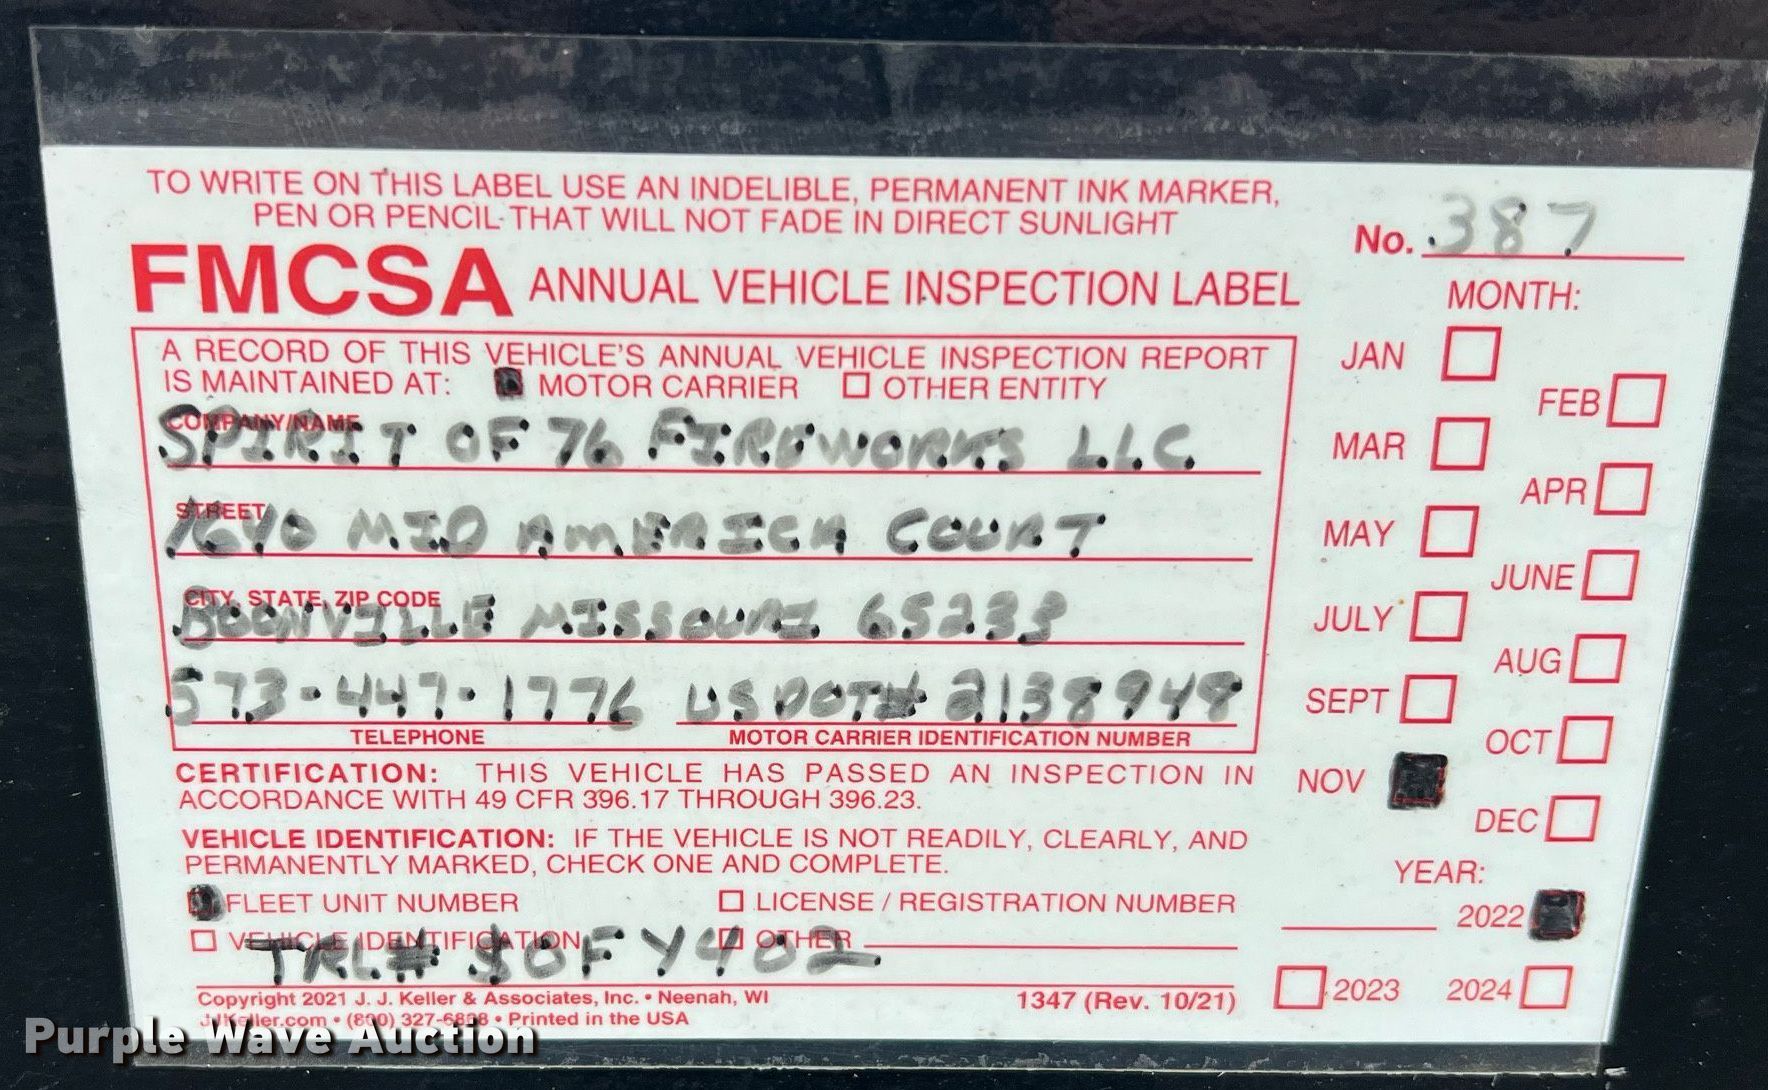 TO WRITE ON THIS LABEL USE AN INDELIBLE, PERMANENT INK MARKER,
PEN OR PENCIL THAT WILL NOT FADE IN DIRECT SUNLIGHT
No. 387
FMCSA ANNUAL VEHICLE INSPECTION LABEL
A RECORD OF THIS VEHICLE'S ANNUAL VEHICLE INSPECTION REPORT
IS MAINTAINED AT: MOTOR CARRIER OTHER ENTITY
COMPANY/NAME
SPIRIT OF 76 FIREWORKS LLC
STREET
1640 MID AMERICA COURT
CITY, STATE, ZIP CODE
BOONVILLE MISSOURI 65233
573-447-1776 USDOT# 2138948
TELEPHONE MOTOR CARRIER IDENTIFICATION NUMBER
CERTIFICATION: THIS VEHICLE HAS PASSED AN INSPECTION IN
ACCORDANCE WITH 49 CFR 396.17 THROUGH 396.23.
VEHICLE IDENTIFICATION: IF THE VEHICLE IS NOT READILY, CLEARLY, AND
PERMANENTLY MARKED, CHECK ONE AND COMPLETE.
FLEET UNIT NUMBER LICENSE / REGISTRATION NUMBER
VEHICLE IDENTIFICATION OTHER
TRL# 402
Copyright 2021 J. J. Keller & Associates, Inc. • Neenah, WI 1347 (Rev. 10/21)
JJKeller.com • (800) 327-6868 • Printed in the USA
MONTH:
JAN
FEB
MAR
APR
MAY
JUNE
JULY
AUG
SEPT
OCT
NOV
DEC
YEAR:
2022
2023 2024
Purple Wave Auction